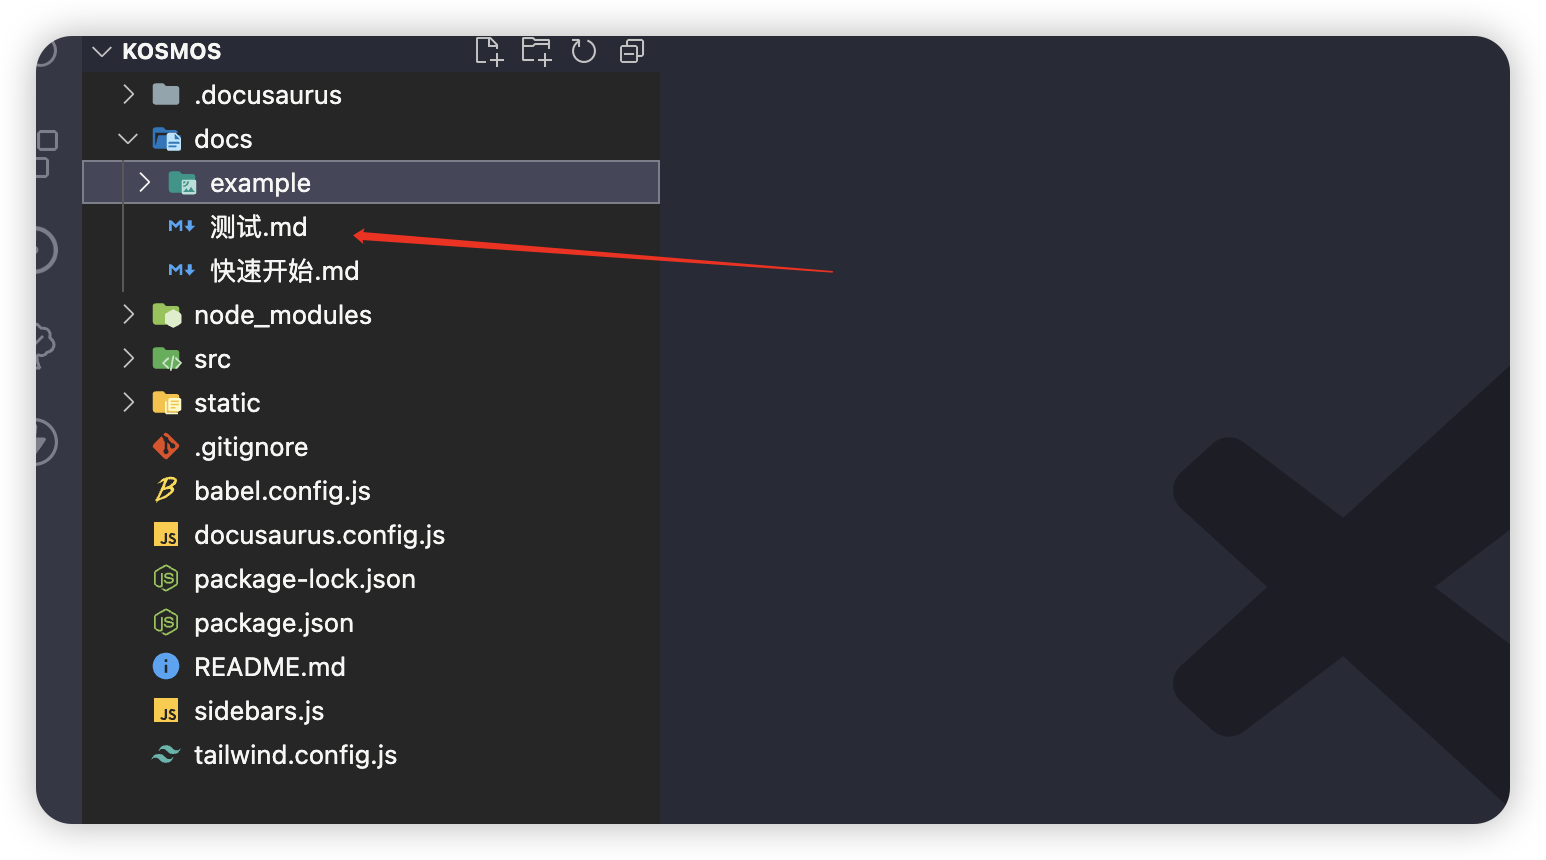 KOSMOS
.docusaurus
docs
example
测试.md
快速开始.md
node_modules
src
static
.gitignore
babel.config.js
docusaurus.config.js
package-lock.json
package.json
README.md
sidebars.js
tailwind.config.js